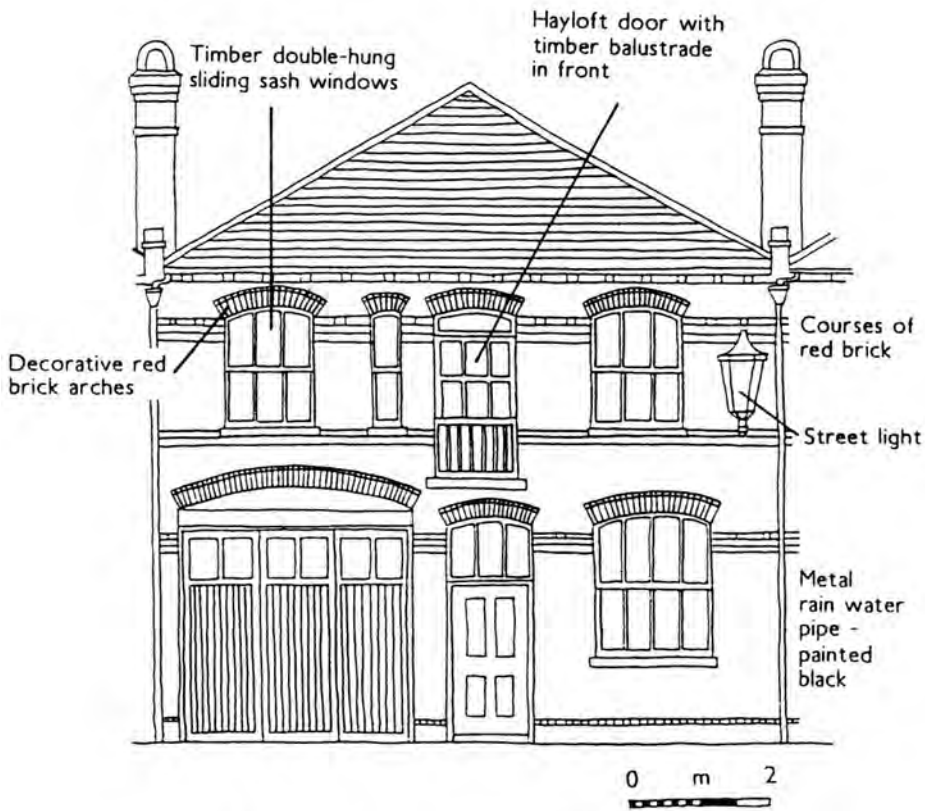 Timber double-hung
sliding sash windows
Hayloft door with
timber balustrade
in front
Decorative red
brick arches
Courses of
red brick
Street light
Metal
rain water
pipe -
painted
black
0 m 2